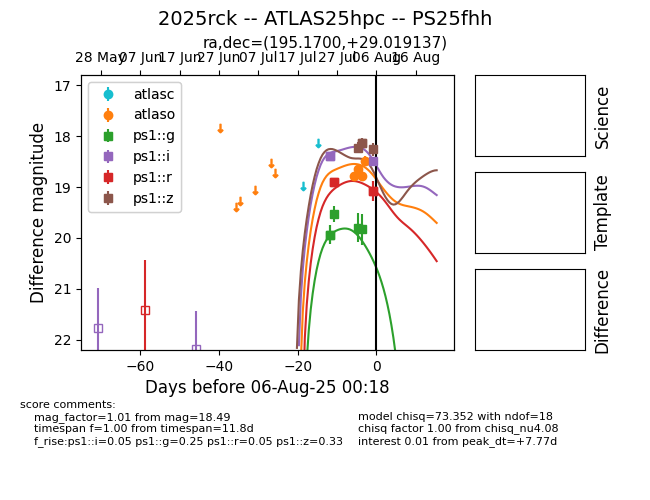 2025rck -- ATLAS25hpc -- PS25fhh
ra,dec=(195.1700,+29.019137)
28 May 07 Jun 17 Jun 27 Jun 07 Jul 17 Jul 27 Jul 06 Aug 16 Aug
17
18
19
20
21
22
Difference magnitude
atlasc
atlaso
ps1::g
ps1::i
ps1::r
ps1::z
−60 −40 −20 0
Days before 06-Aug-25 00:18
Science
Template
Difference
score comments:
mag_factor=1.01 from mag=18.49
timespan f=1.00 from timespan=11.8d
f_rise:ps1::i=0.05 ps1::g=0.25 ps1::r=0.05 ps1::z=0.33
model chisq=73.352 with ndof=18
chisq factor 1.00 from chisq_nu4.08
interest 0.01 from peak_dt=+7.77d